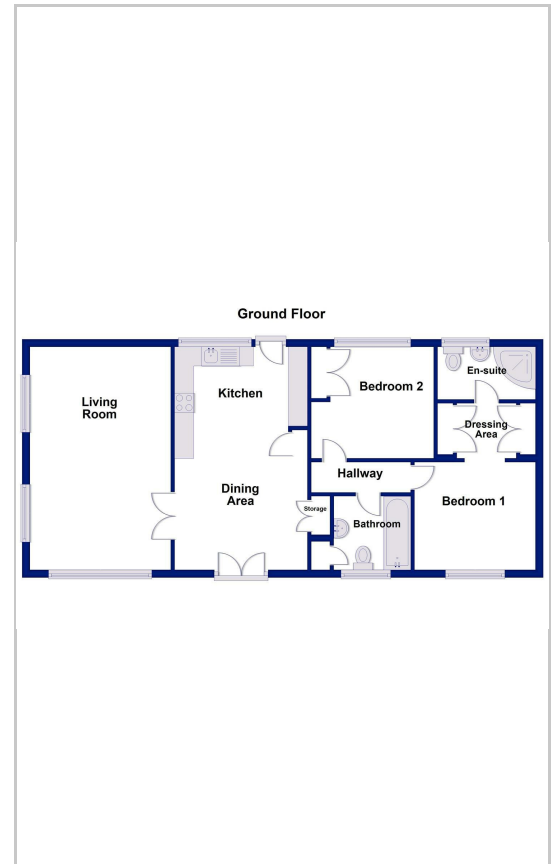 Ground Floor
Living
Room
Kitchen
Bedroom 2
En-suite
Dressing
Area
Dining
Area
Hallway
Bedroom 1
Storage
Bathroom